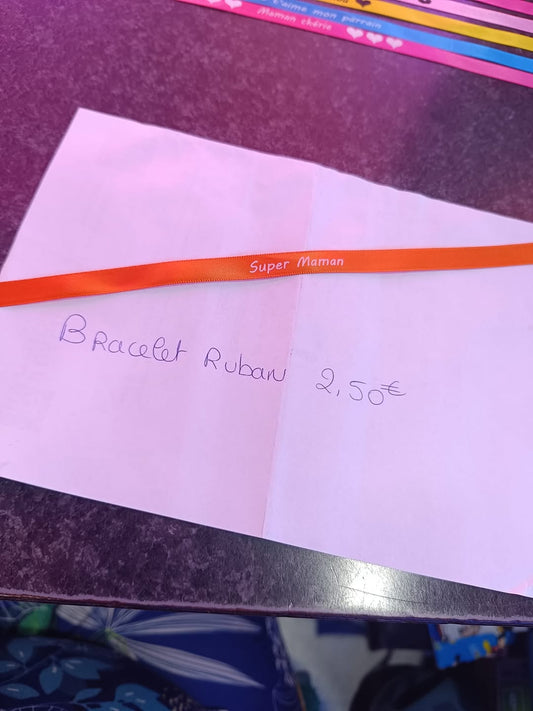 J'aime mon parrain
Maman chérie
Super Maman
Bracelet Ruban 2,50€